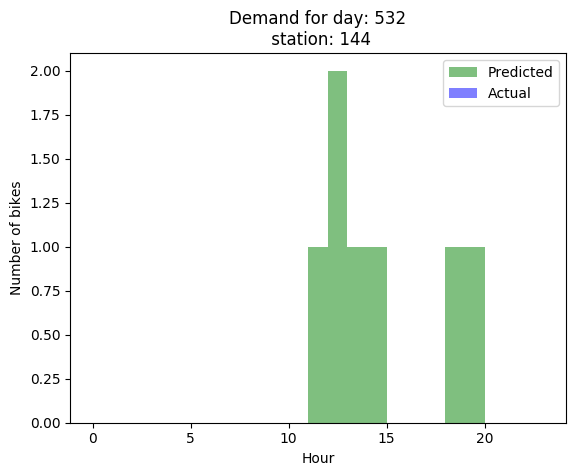 Demand for day: 532
station: 144
Predicted
Actual
2.00
1.75
1.50
1.25
1.00
0.75
0.50
0.25
0.00
Number of bikes
0 5 10 15 20
Hour